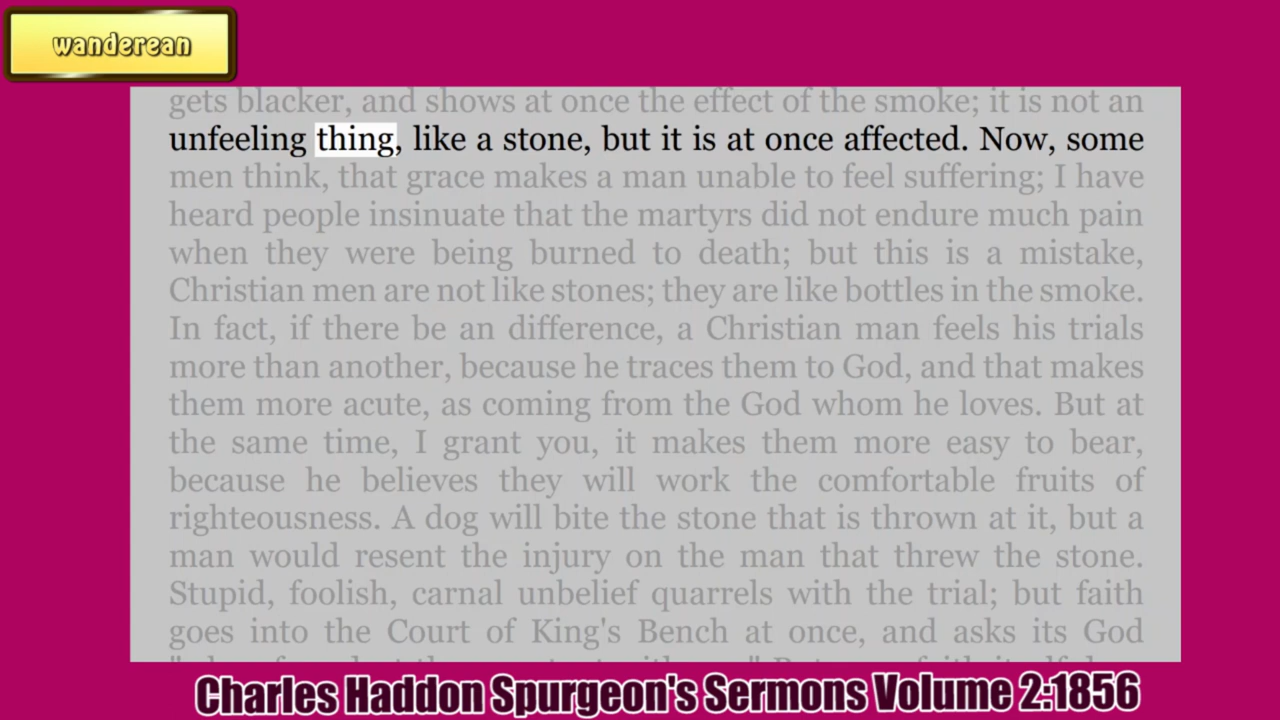 wanderean
gets blacker, and shows at once the effect of the smoke; it is not an
unfeeling thing, like a stone, but it is at once affected. Now, some
men think, that grace makes a man unable to feel suffering; I have
heard people insinuate that the martyrs did not endure much pain
when they were being burned to death; but this is a mistake,
Christian men are not like stones; they are like bottles in the smoke.
In fact, if there be an difference, a Christian man feels his trials
more than another, because he traces them to God, and that makes
them more acute, as coming from the God whom he loves. But at
the same time, I grant you, it makes them more easy to bear,
because he believes they will work the comfortable fruits of
righteousness. A dog will bite the stone that is thrown at it, but a
man would resent the injury on the man that threw the stone.
Stupid, foolish, carnal unbelief quarrels with the trial; but faith
goes into the Court of King's Bench at once, and asks its God
Charles Haddon Spurgeon's Sermons Volume 2:1856